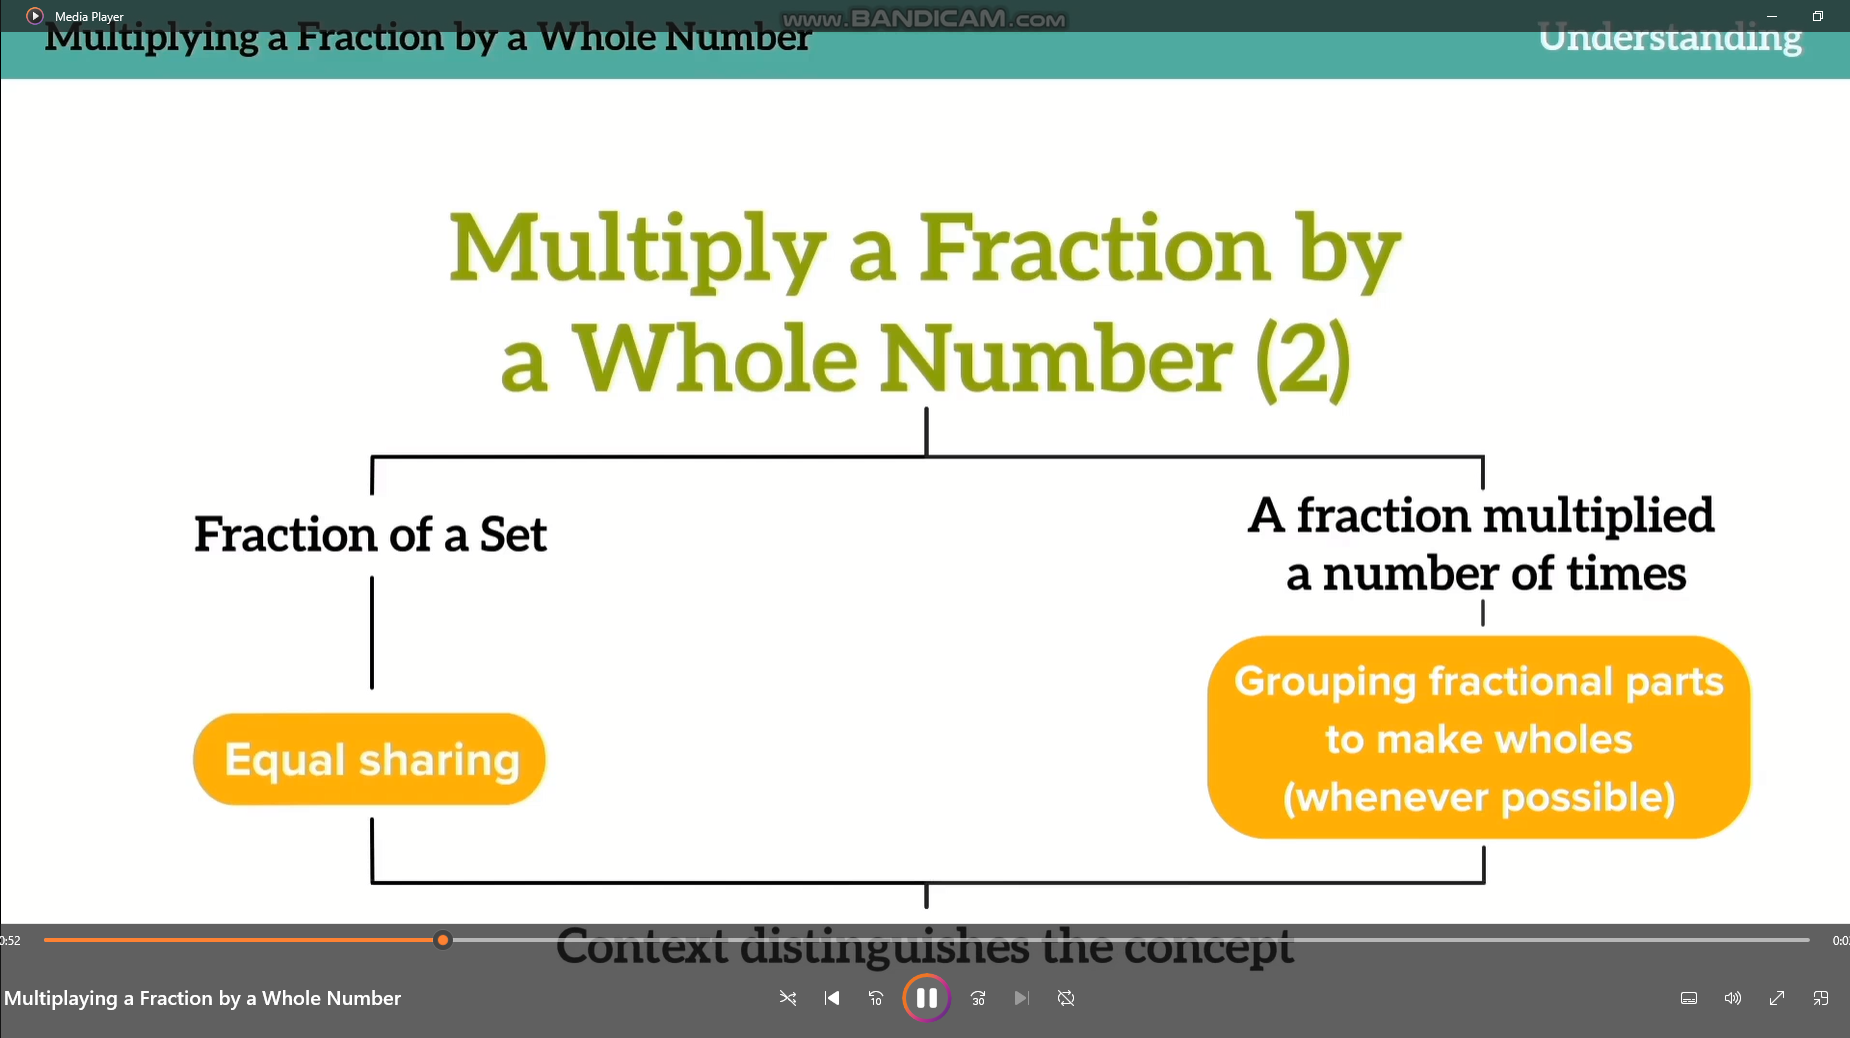 Media Player
www.BANDICAM.com
Multiplying a Fraction by a Whole Number
Understanding
Multiply a Fraction by
a Whole Number (2)
Fraction of a Set
A fraction multiplied
a number of times
Equal sharing
Grouping fractional parts
to make wholes
(whenever possible)
0:52
Context distinguishes the concept
Multiplaying a Fraction by a Whole Number
10
30